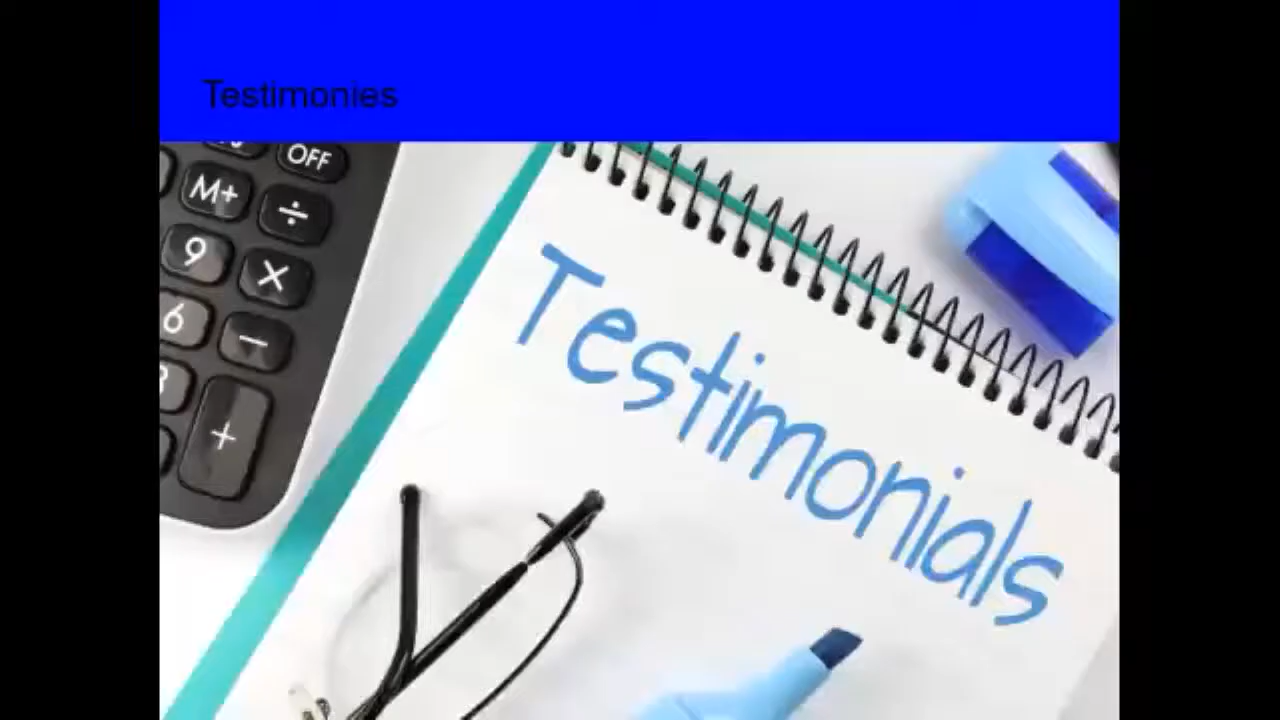 Testimonies
OFF
M+
÷
9
×
6
−
+
Testimonials